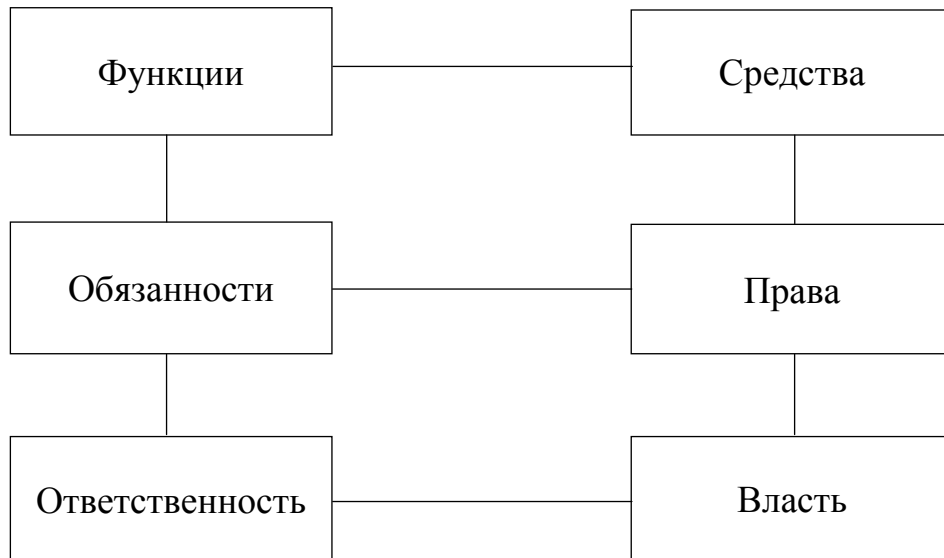 Функции
Средства
Обязанности
Права
Ответственность
Власть